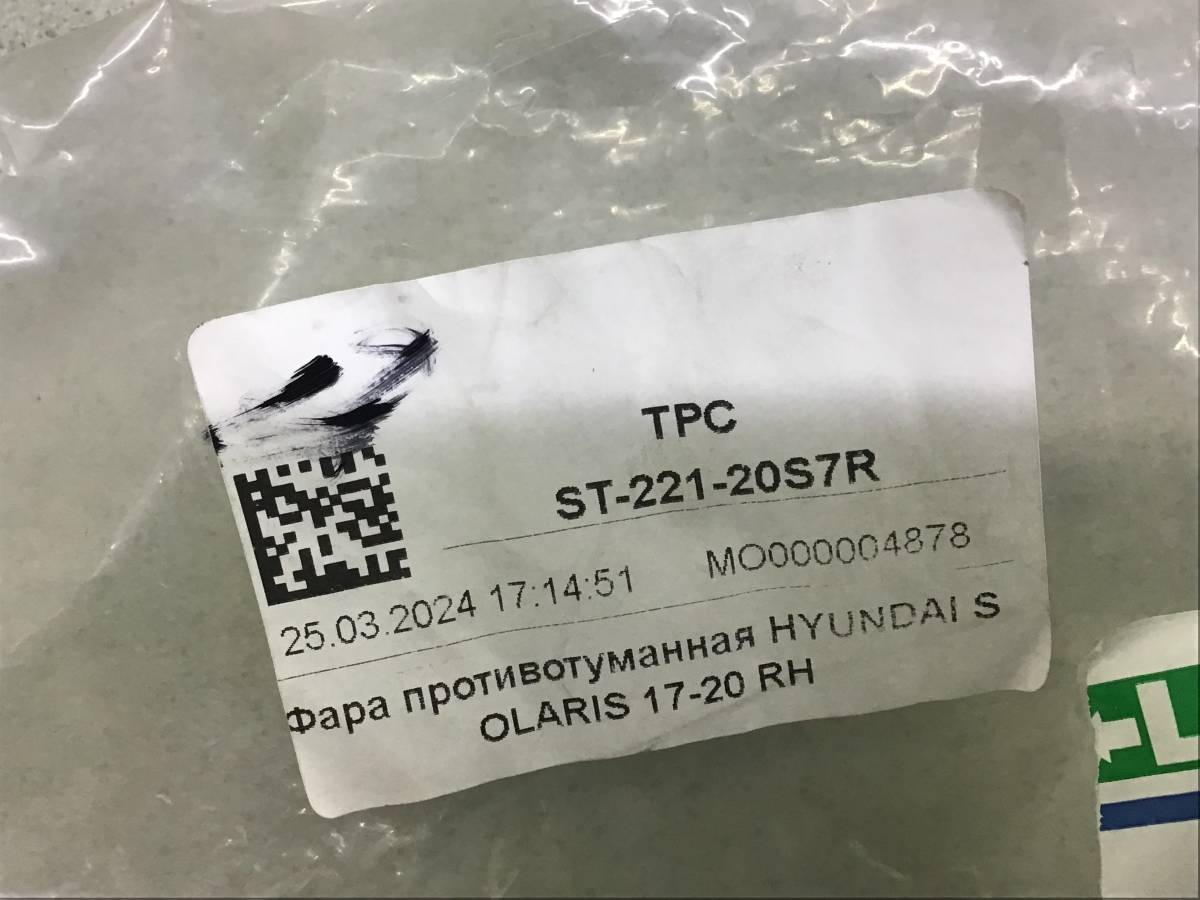 TPC
ST-221-20S7R
25.03.2024 17:14:51 MO000004878
Фара противотуманная HYUNDAI S
OLARIS 17-20 RH
L